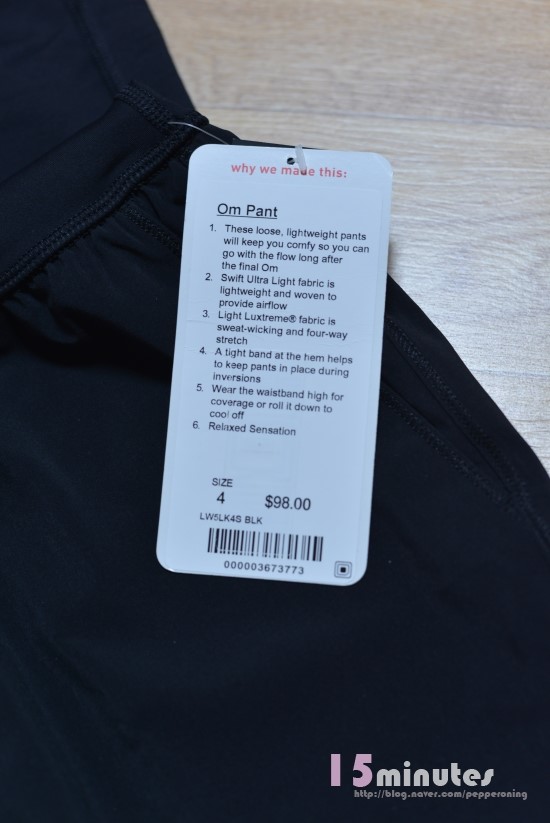 why we made this:
Om Pant
1. These loose, lightweight pants
will keep you comfy so you can
go with the flow long after
the final Om
2. Swift Ultra Light fabric is
lightweight and woven to
provide airflow
3. Light Luxtreme® fabric is
sweat-wicking and four-way
stretch
4. A tight band at the hem helps
to keep pants in place during
inversions
5. Wear the waistband high for
coverage or roll it down to
cool off
6. Relaxed Sensation
SIZE
4 $98.00
LW5LK4S BLK
000003673773
15minutes
http://blog.naver.com/pepperoning